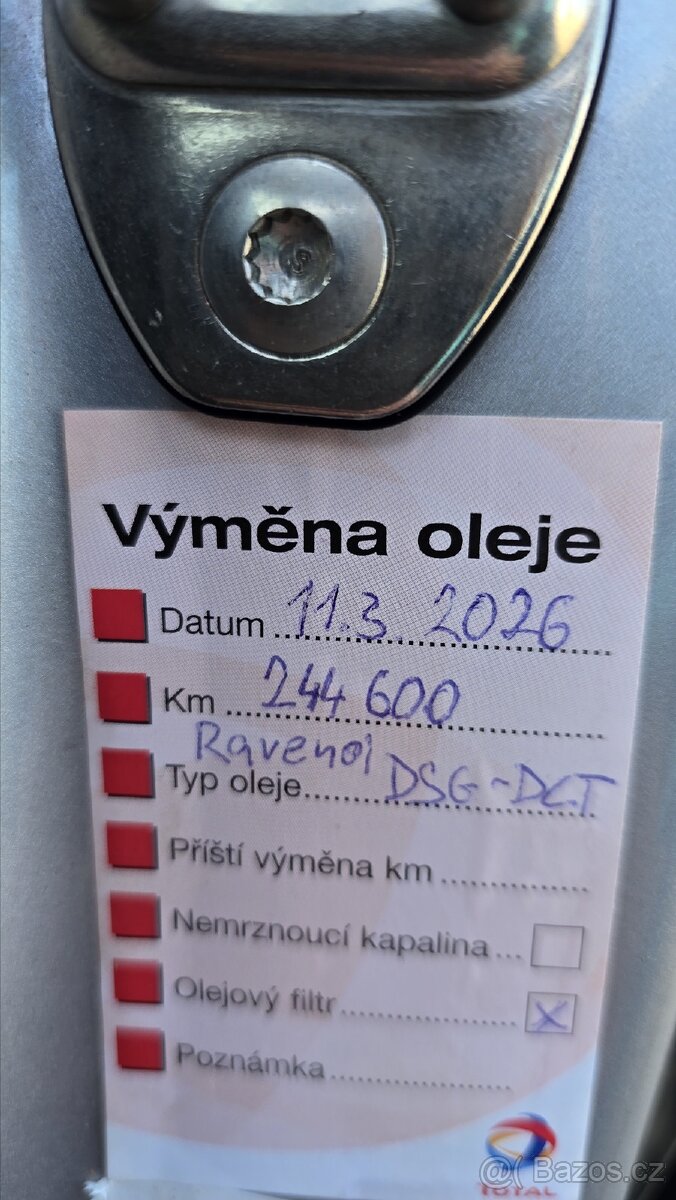 Výměna oleje
Datum 11.3. 2026
Km 244 600
Ravenol
Typ oleje DSG-DCT
Příští výměna km
Nemrznoucí kapalina
Olejový filtr X
Poznámka
TOTAL
@ Bazos.cz